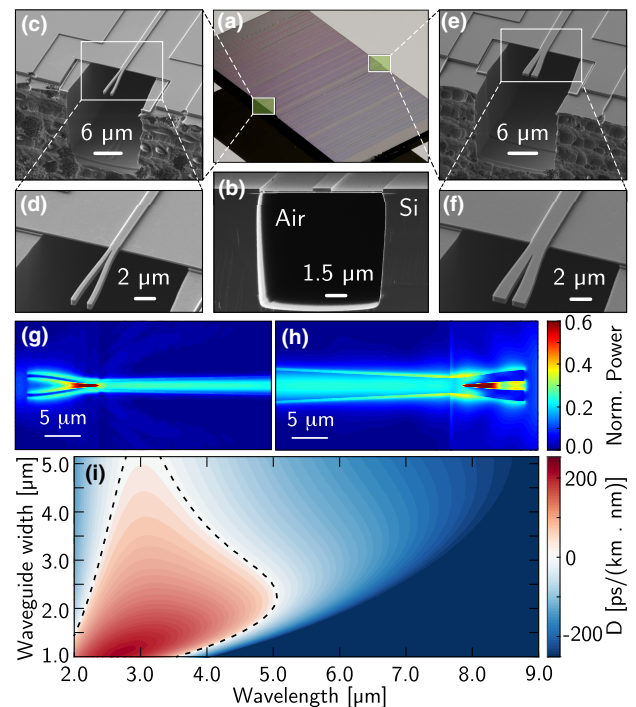 (c)
6 μm
(a)
(e)
6 μm
(d)
2 μm
(b)
Air
Si
1.5 μm
(f)
2 μm
(g)
5 μm
(h)
5 μm
0.6
0.4
0.2
0.0
Norm. Power
(i)
5.0
4.0
3.0
2.0
1.0
Waveguide width [μm]
2.0 3.0 4.0 5.0 6.0 7.0 8.0 9.0
Wavelength [μm]
200
0
-200
D [ps/(km . nm)]